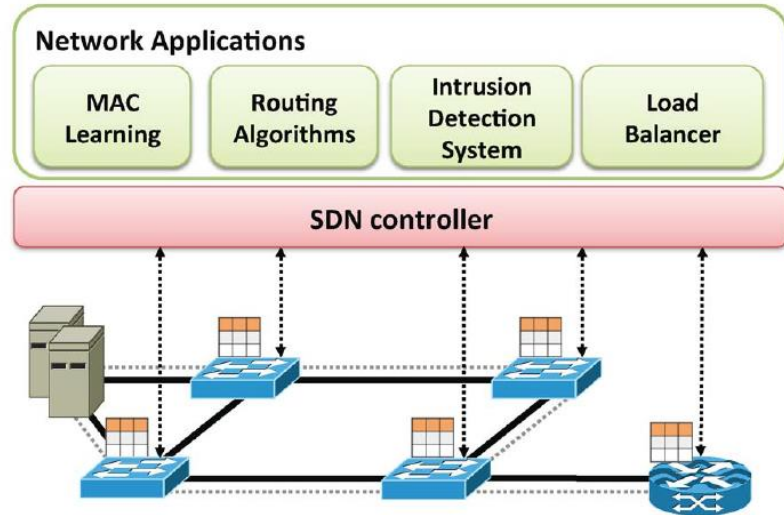 Network Applications
MAC
Learning
Routing
Algorithms
Intrusion
Detection
System
Load
Balancer
SDN controller